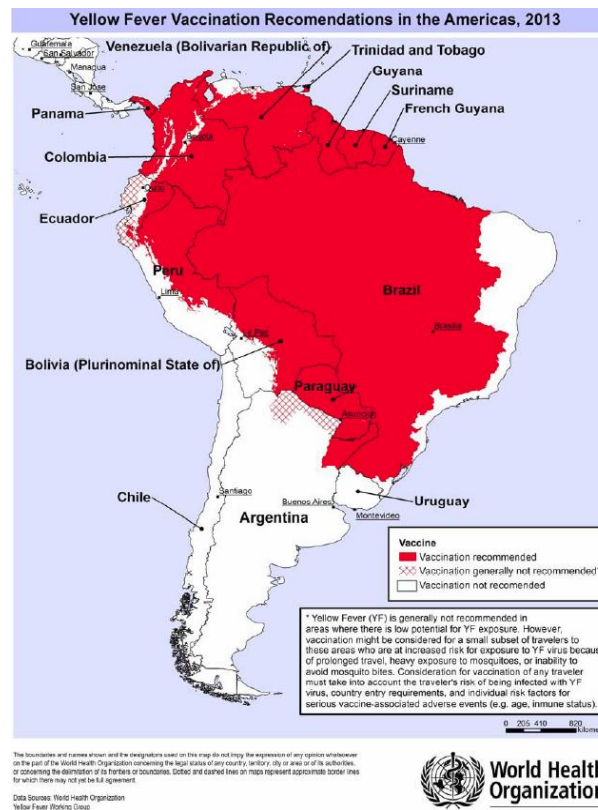 Yellow Fever Vaccination Recomendations in the Americas, 2013
Guatemala
San Salvador
Managua
San Jose
Venezuela (Bolivarian Republic of)
Trinidad and Tobago
Guyana
Suriname
French Guyana
Cayenne
Panama
Bogota
Colombia
Quito
Ecuador
Peru
Lima
Brazil
Brasilia
La Paz
Bolivia (Plurinominal State of)
Paraguay
Asuncion
Chile
Santiago
Buenos Aires
Montevideo
Uruguay
Argentina
Vaccine
Vaccination recommended
Vaccination generally not recommended*
Vaccination not recomended
* Yellow Fever (YF) is generally not recommended in
areas where there is low potential for YF exposure. However,
vaccination might be considered for a small subset of travelers to
these areas who are at increased risk for exposure to YF virus becaus
of prolonged travel, heavy exposure to mosquitoes, or inability to
avoid mosquito bites. Consideration for vaccination of any traveler
must take into account the traveler's risk of being infected with YF
virus, country entry requirements, and individual risk factors for
serious vaccine-associated adverse events (e.g. age, inmune status).
0 205 410 820
kilome
The boundaries and names shown and the designations used on this map do not imply the expression of any opinion whatsoever
on the part of the World Health Organization concerning the legal status of any country, territory, city or area or of its authorities,
or concerning the delimitation of its frontiers or boundaries. Dotted and dashed lines on maps represent approximate border lines
for which there may not yet be full agreement.
Data Sources: World Health Organization
Yellow Fever Working Group
World Health
Organization